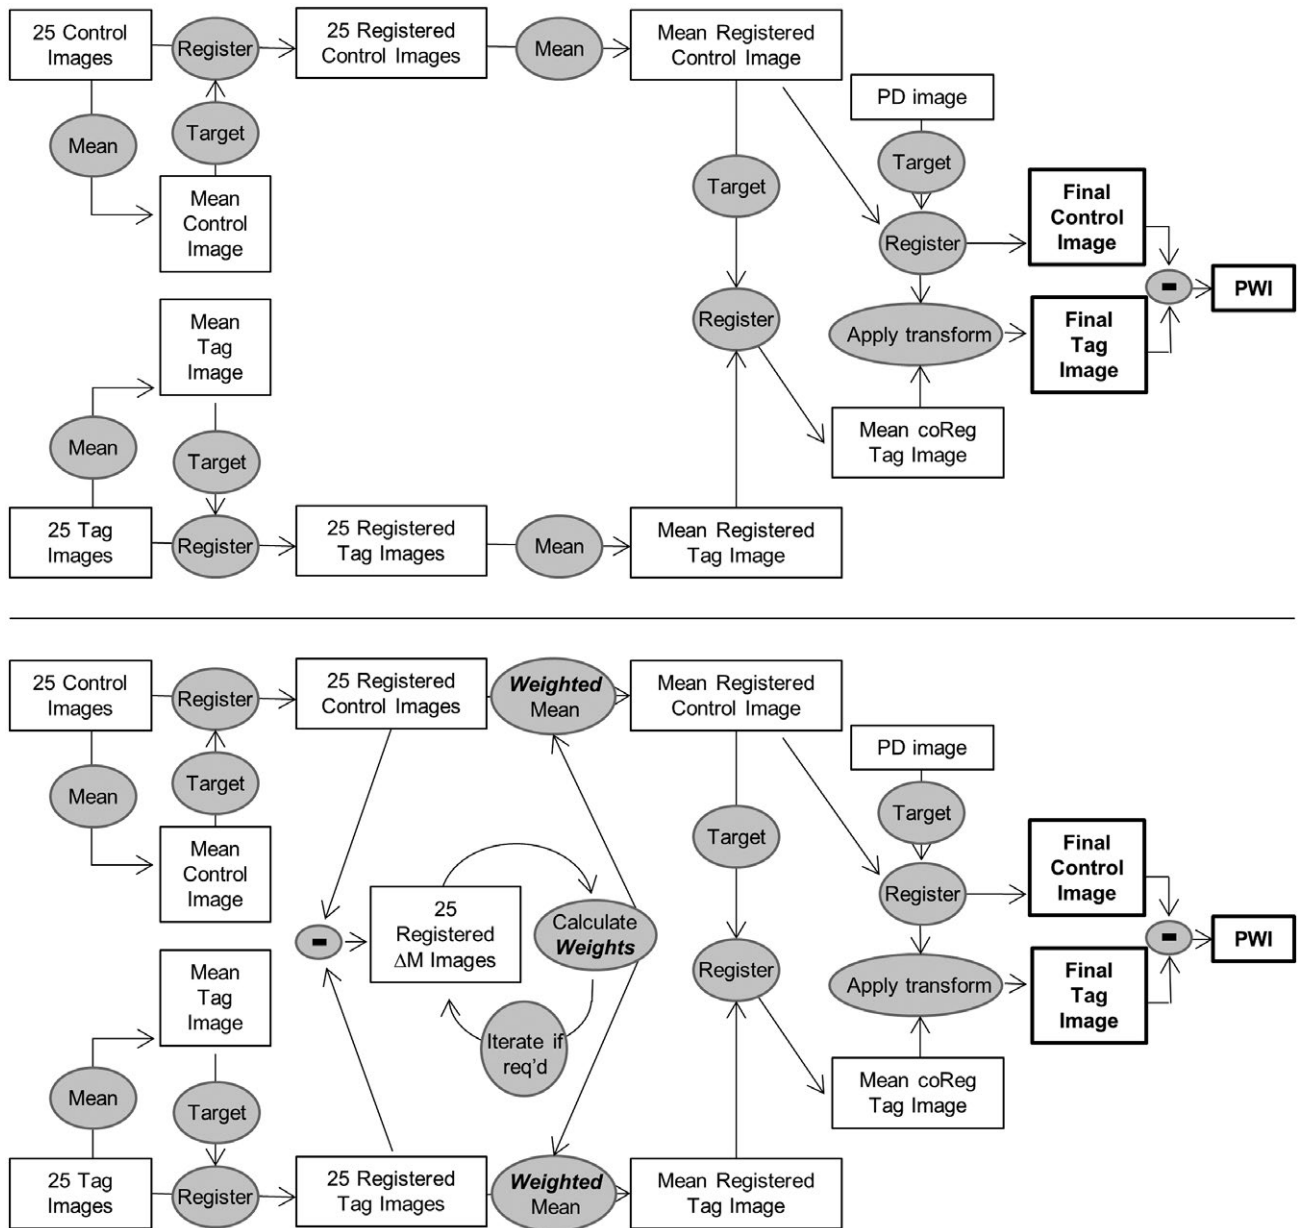 25 Control
Images
Register
25 Registered
Control Images
Mean
Mean Registered
Control Image
PD image
Mean
Target
Target
Target
Mean
Control
Image
Register
Final
Control
Image
-
PWI
Mean
Tag
Image
Register
Apply transform
Final
Tag
Image
Mean
Target
Mean coReg
Tag Image
25 Tag
Images
Register
25 Registered
Tag Images
Mean
Mean Registered
Tag Image
25 Control
Images
Register
25 Registered
Control Images
Weighted
Mean
Mean Registered
Control Image
PD image
Mean
Target
Target
Target
Mean
Control
Image
Register
Final
Control
Image
-
25
Registered
ΔM Images
Calculate
Weights
-
PWI
Mean
Tag
Image
Register
Apply transform
Final
Tag
Image
Iterate if
req'd
Mean
Target
Mean coReg
Tag Image
25 Tag
Images
Register
25 Registered
Tag Images
Weighted
Mean
Mean Registered
Tag Image